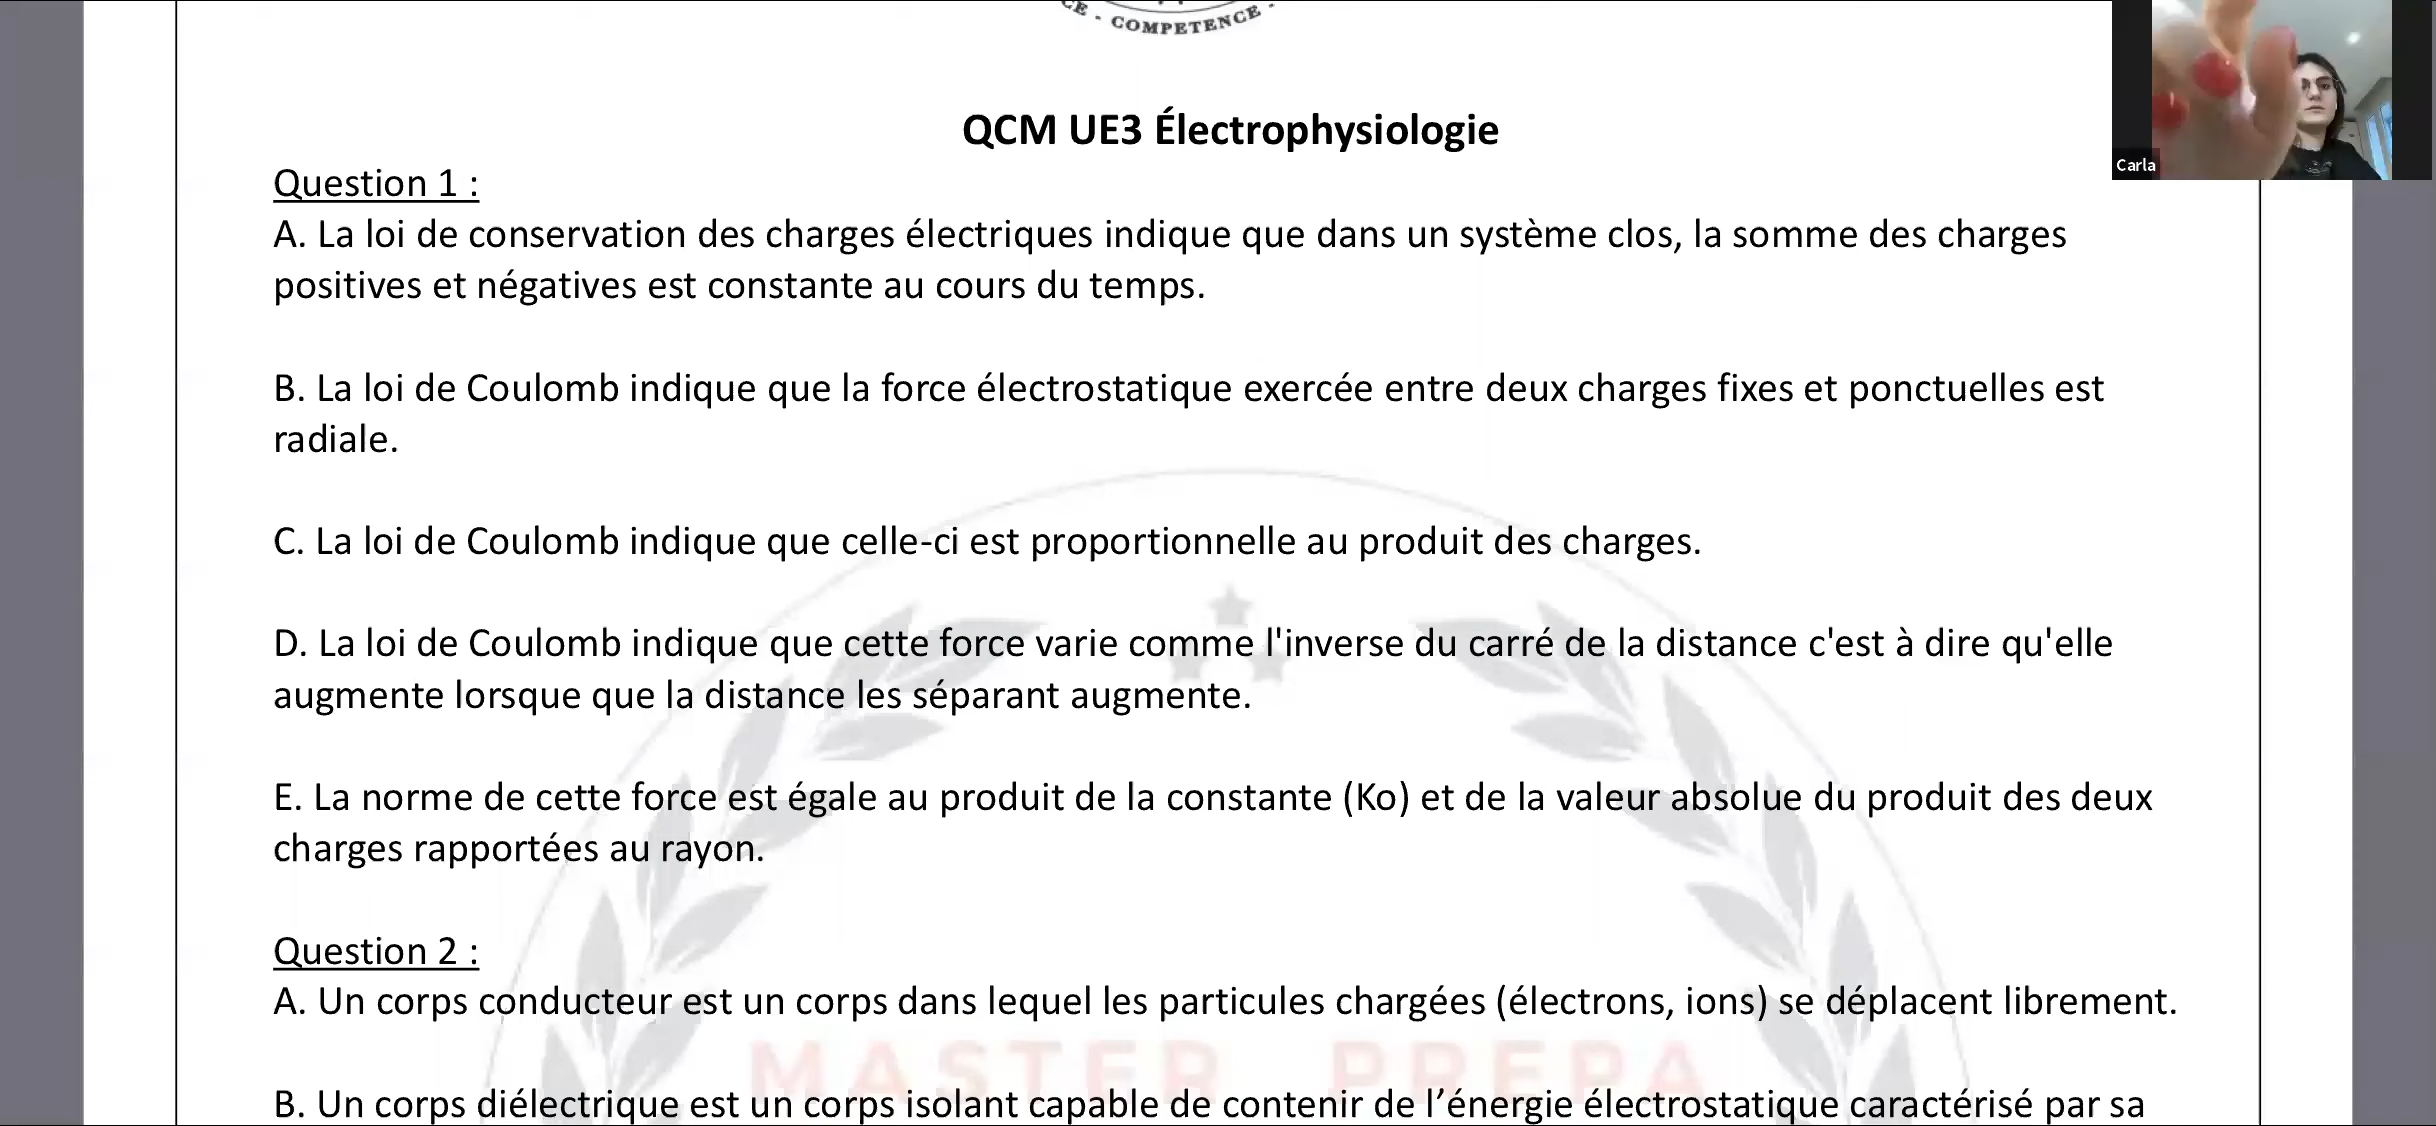 CE - COMPETENCE -
QCM UE3 Électrophysiologie
Question 1 :
A. La loi de conservation des charges électriques indique que dans un système clos, la somme des charges
positives et négatives est constante au cours du temps.
B. La loi de Coulomb indique que la force électrostatique exercée entre deux charges fixes et ponctuelles est
radiale.
C. La loi de Coulomb indique que celle-ci est proportionnelle au produit des charges.
D. La loi de Coulomb indique que cette force varie comme l'inverse du carré de la distance c'est à dire qu'elle
augmente lorsque que la distance les séparant augmente.
E. La norme de cette force est égale au produit de la constante (Ko) et de la valeur absolue du produit des deux
charges rapportées au rayon.
Question 2 :
A. Un corps conducteur est un corps dans lequel les particules chargées (électrons, ions) se déplacent librement.
MASTER PREPA
B. Un corps diélectrique est un corps isolant capable de contenir de l’énergie électrostatique caractérisé par sa
Carla